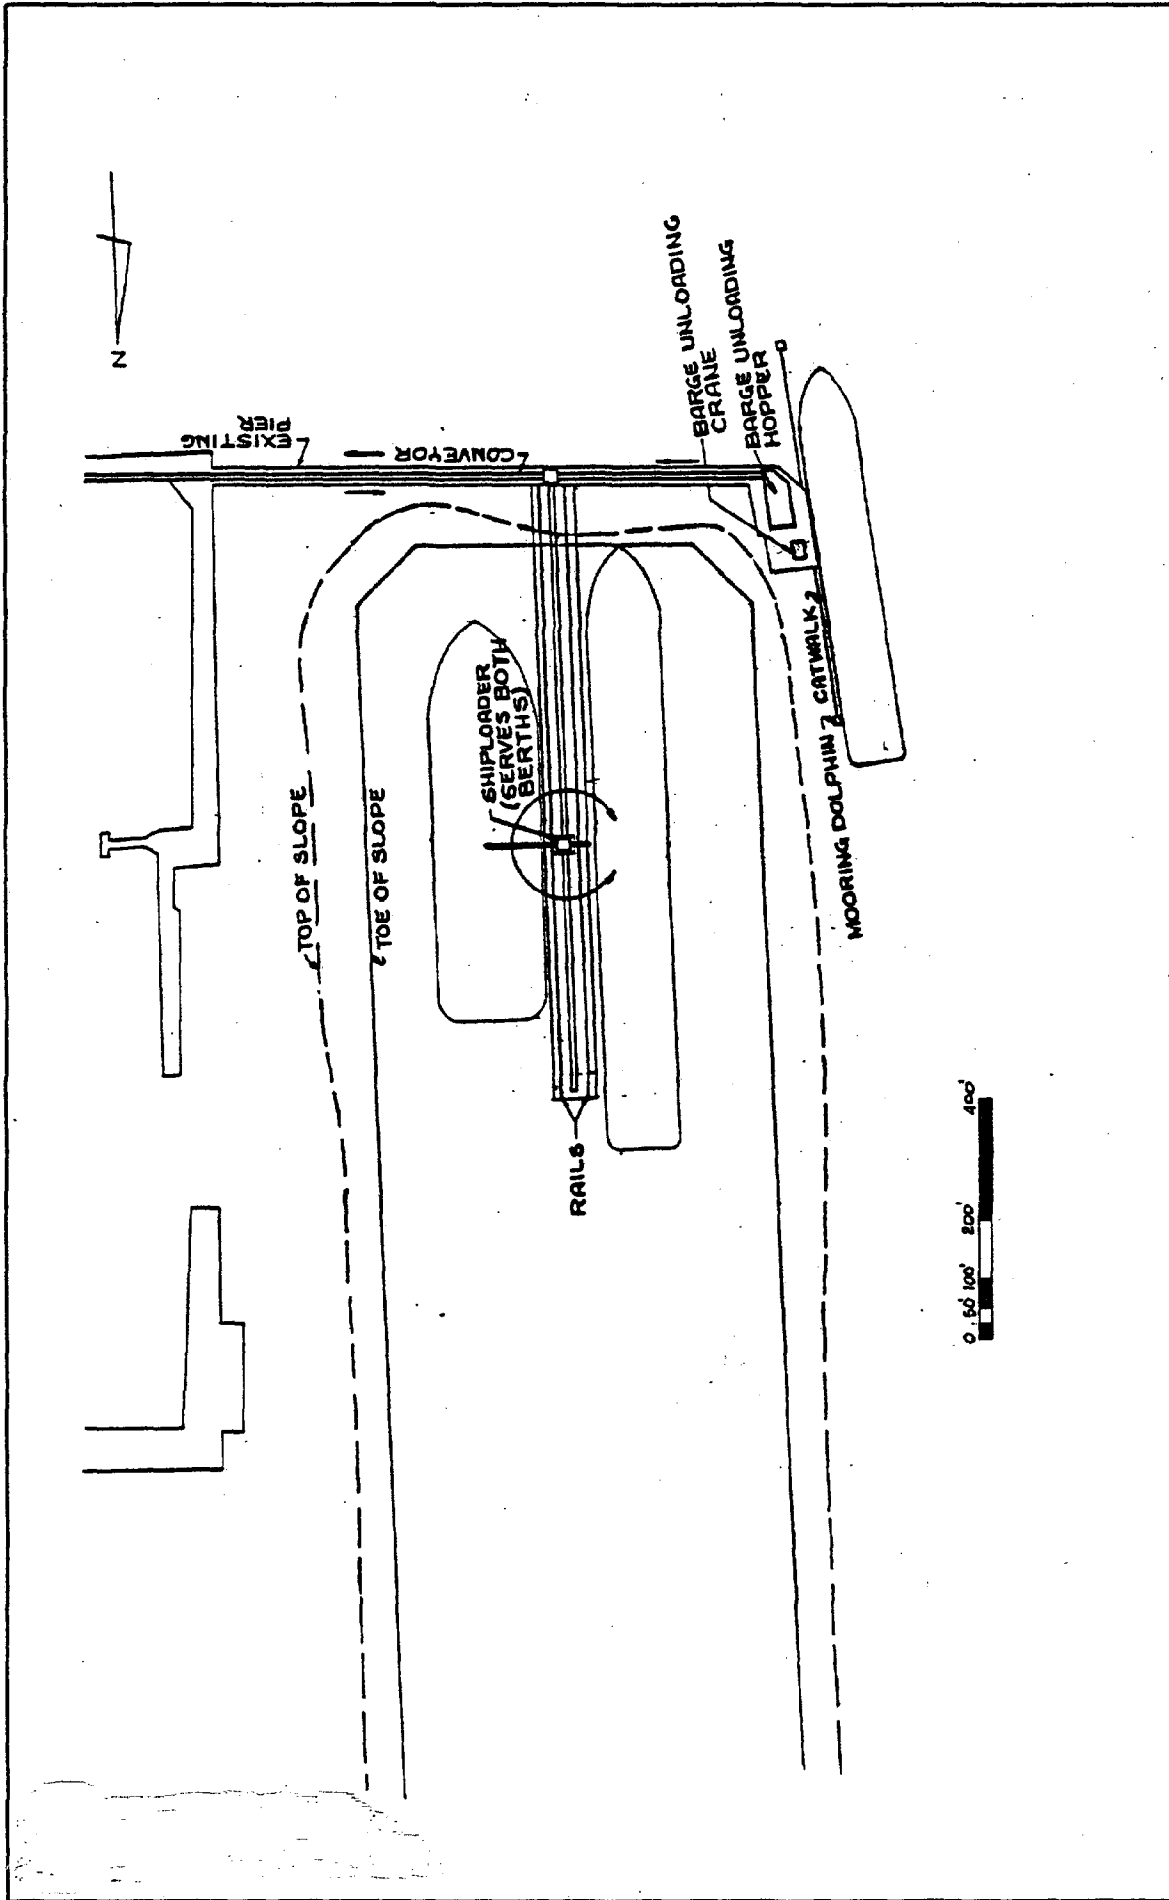 N
EXISTING
PIER
CONVEYOR
BARGE UNLOADING
CRANE
BARGE UNLOADING
HOPPER
SHIPLOADER
(SERVES BOTH
BERTHS)
TOP OF SLOPE
TOE OF SLOPE
MOORING DOLPHIN
CATWALK
RAILS
0 50' 100' 200' 400'